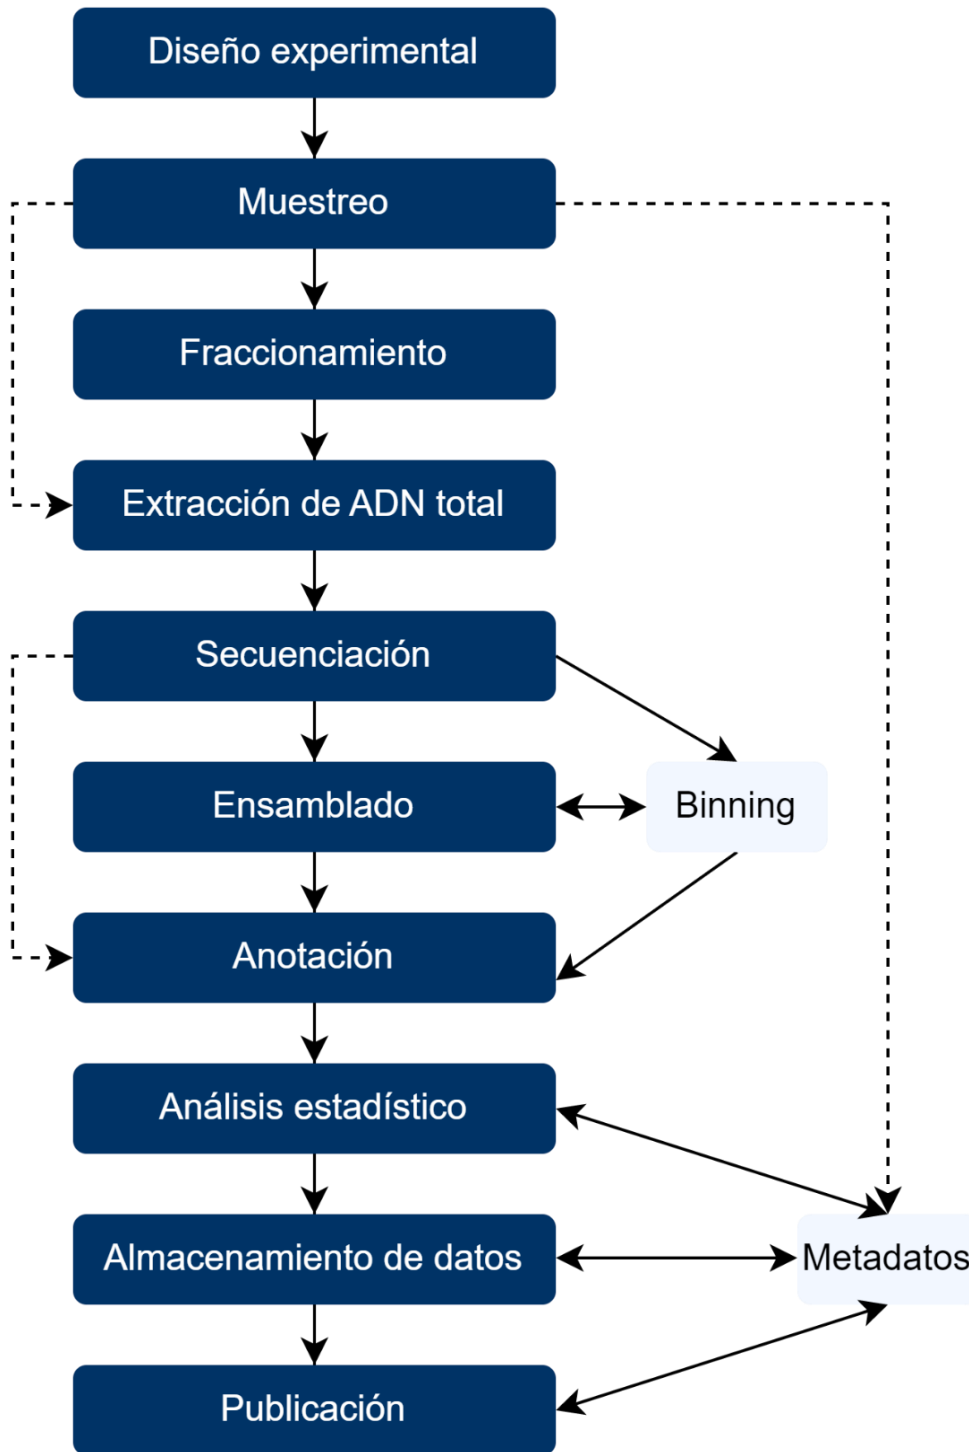 Diseño experimental
Muestreo
Fraccionamiento
Extracción de ADN total
Secuenciación
Ensamblado
Binning
Anotación
Análisis estadístico
Almacenamiento de datos
Metadatos
Publicación